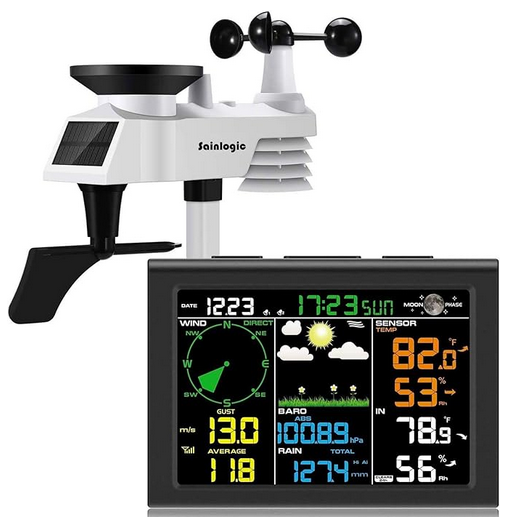 Sainlogic
DATE 12.23 17:23 SUN MOON PHASE
WIND DIRECT
N
NW NE
W E
SW SE
S
GUST
m/s 13.0
AVERAGE
11.8
BARO
ABS
1008.9 hPa
RAIN TOTAL
127.4 mm
SENSOR
TEMP
82.0 °F
53 % Rh
IN
78.9 °F
56 % Rh